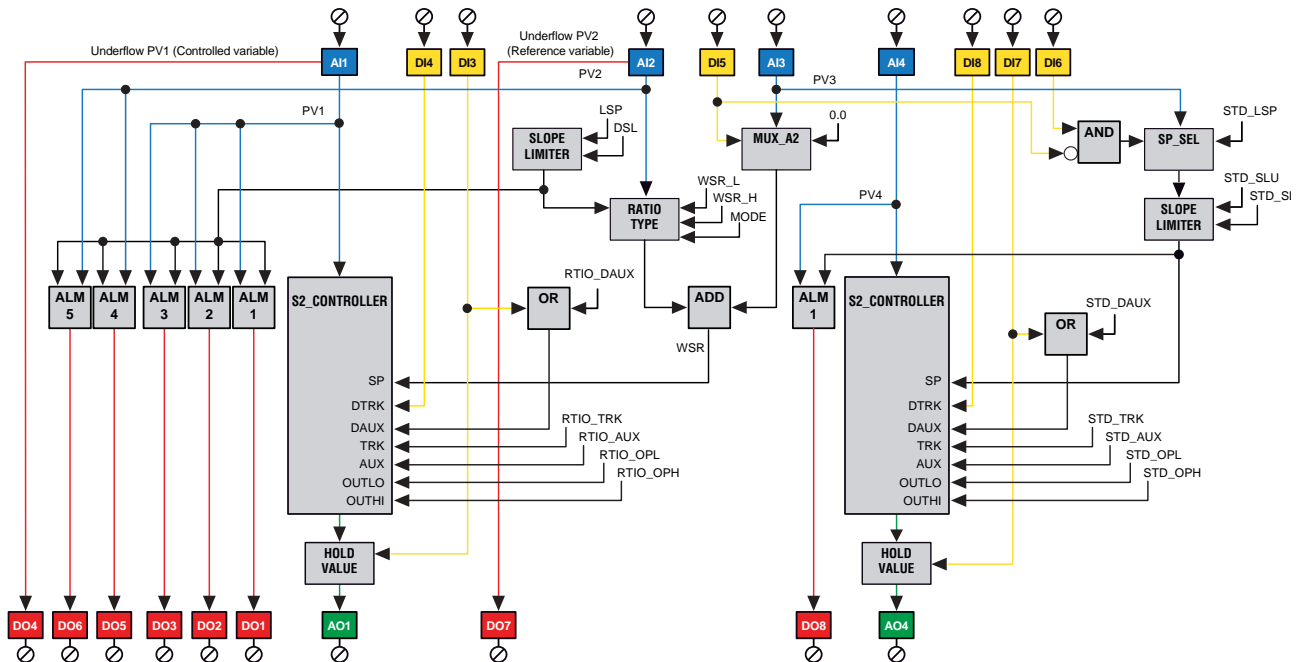 Underflow PV1 (Controlled variable)
Underflow PV2
(Reference variable)
AI1
DI4
DI3
AI2
DI5
AI3
AI4
DI8
DI7
DI6
PV2
PV3
PV1
LSP
DSL
0.0
STD_LSP
SLOPE
LIMITER
MUX_A2
AND
SP_SEL
WSR_L
WSR_H
MODE
STD_SLU
STD_SL
RATIO
TYPE
PV4
SLOPE
LIMITER
ALM
5
ALM
4
ALM
3
ALM
2
ALM
1
S2_CONTROLLER
RTIO_DAUX
OR
ADD
ALM
1
S2_CONTROLLER
STD_DAUX
OR
WSR
SP
DTRK
DAUX
TRK
AUX
OUTLO
OUTHI
RTIO_TRK
RTIO_AUX
RTIO_OPL
RTIO_OPH
SP
DTRK
DAUX
TRK
AUX
OUTLO
OUTHI
STD_TRK
STD_AUX
STD_OPL
STD_OPH
HOLD
VALUE
HOLD
VALUE
DO4
DO6
DO5
DO3
DO2
DO1
AO1
DO7
DO8
AO4